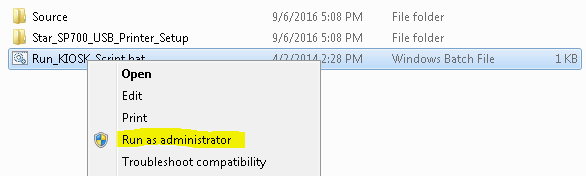 Source 9/6/2016 5:08 PM File folder
Star_SP700_USB_Printer_Setup 9/6/2016 5:08 PM File folder
Run_KIOSK_Script.bat 4/2/2014 2:28 PM Windows Batch File 1 KB
Open
Edit
Print
Run as administrator
Troubleshoot compatibility